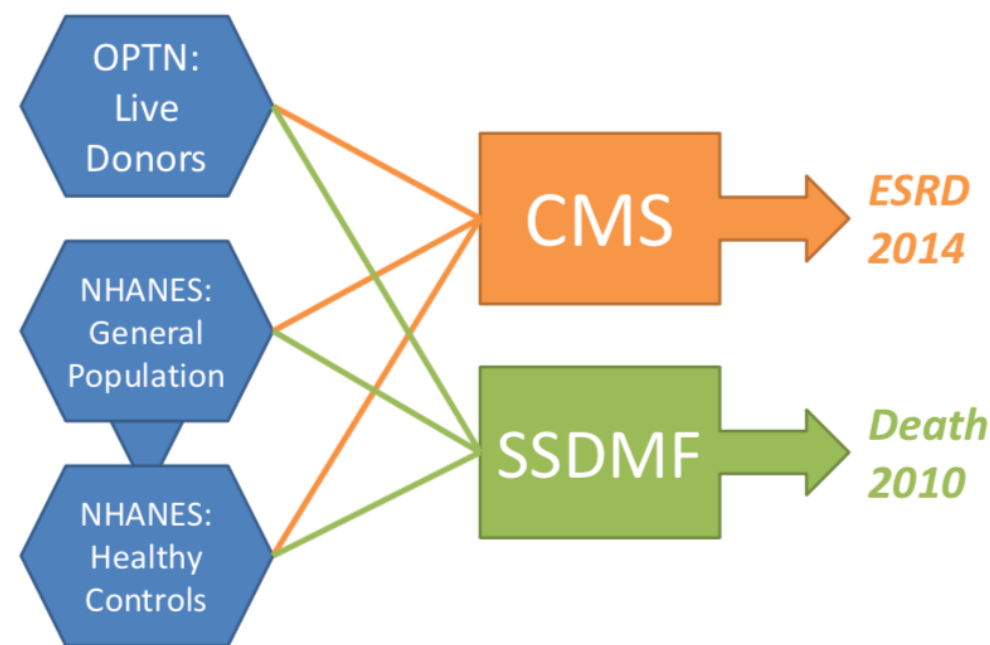 OPTN:
Live
Donors
NHANES:
General
Population
NHANES:
Healthy
Controls
CMS
SSDMF
ESRD
2014
Death
2010